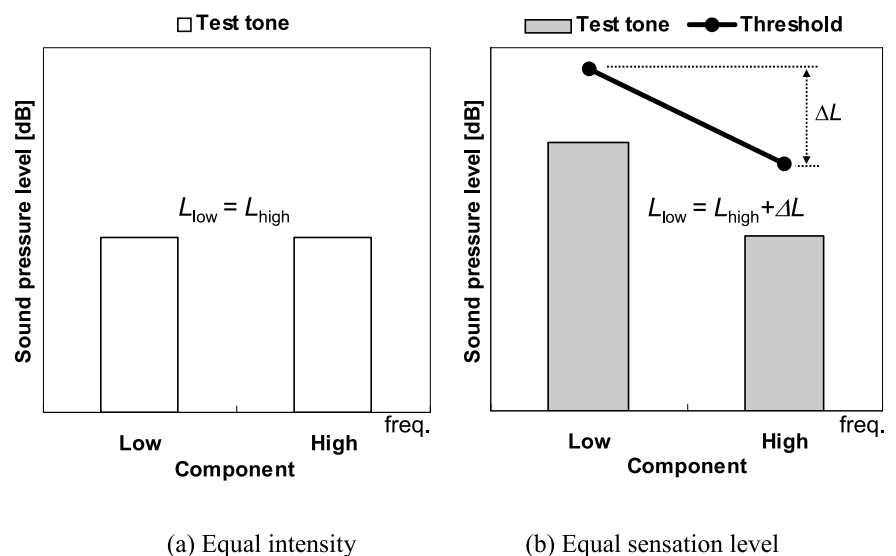 Test tone
Sound pressure level [dB]
L_low = L_high
freq.
Low High
Component
(a) Equal intensity
Test tone Threshold
Sound pressure level [dB]
ΔL
L_low = L_high+ΔL
freq.
Low High
Component
(b) Equal sensation level